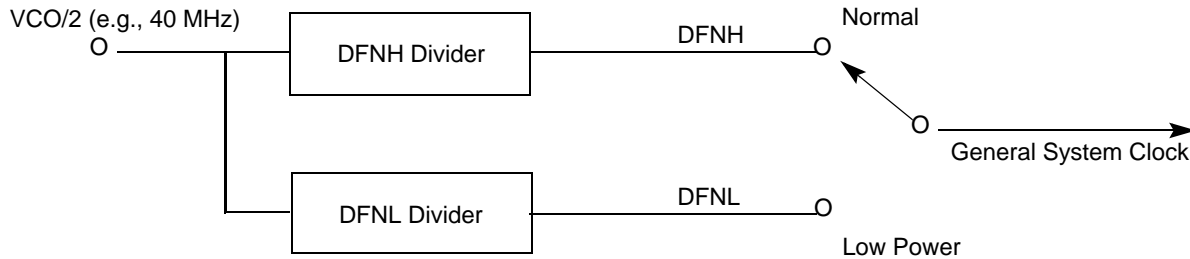 VCO/2 (e.g., 40 MHz)
DFNH Divider
DFNH
Normal
General System Clock
DFNL Divider
DFNL
Low Power